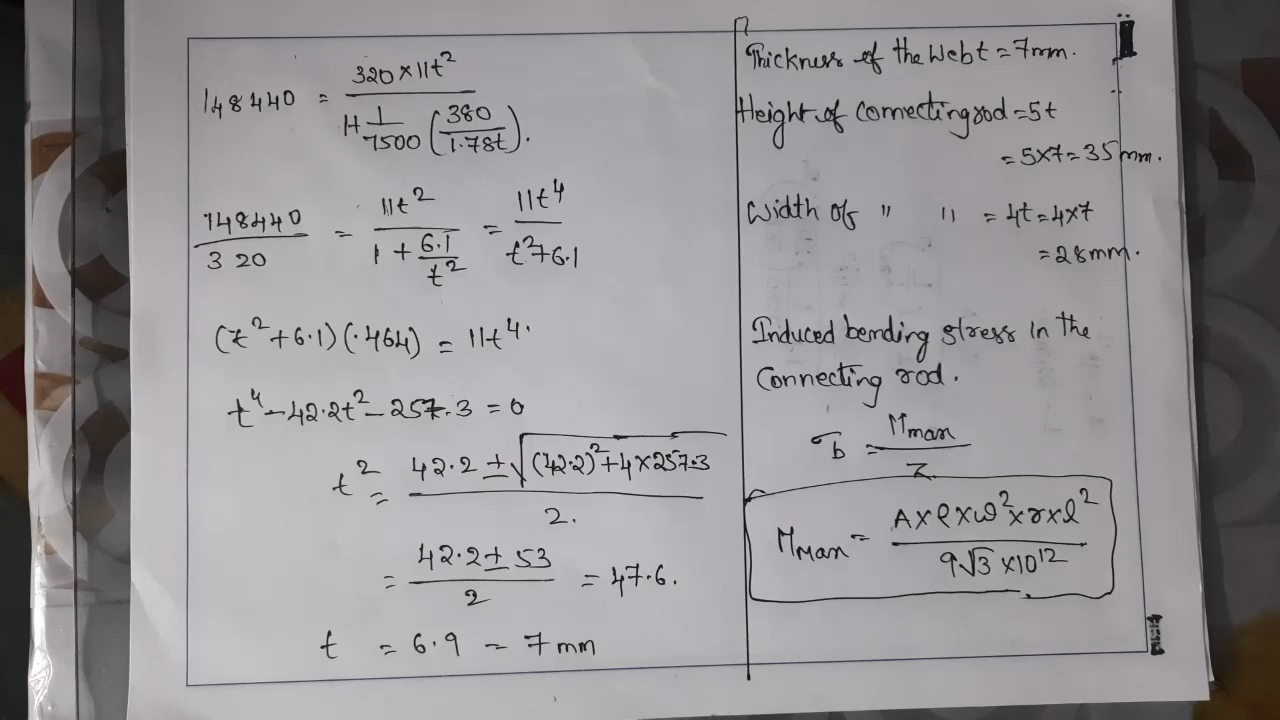 148440 = 320×11t² / 1+ 1/7500 (380/1.78t).
148440/320 = 11t² / 1 + 6.1/t² = 11t⁴ / t²+6.1
(t²+6.1)(.464) = 11t⁴.
t⁴-42.2t²-257.3 = 0
t² = 42.2 ± √(42.2)²+4×257.3 / 2.
= 42.2 ± 53 / 2 = 47.6.
t = 6.9 = 7mm
Thickness of the Web t = 7mm.
Height of Connecting rod = 5t
= 5×7 = 35mm.
Width of " " = 4t = 4×7
= 28mm.
Induced bending stress in the
Connecting rod.
σb = Mmax / Z
Mmax = A×ρ×ω²×r×l² / 9√3 ×10¹²